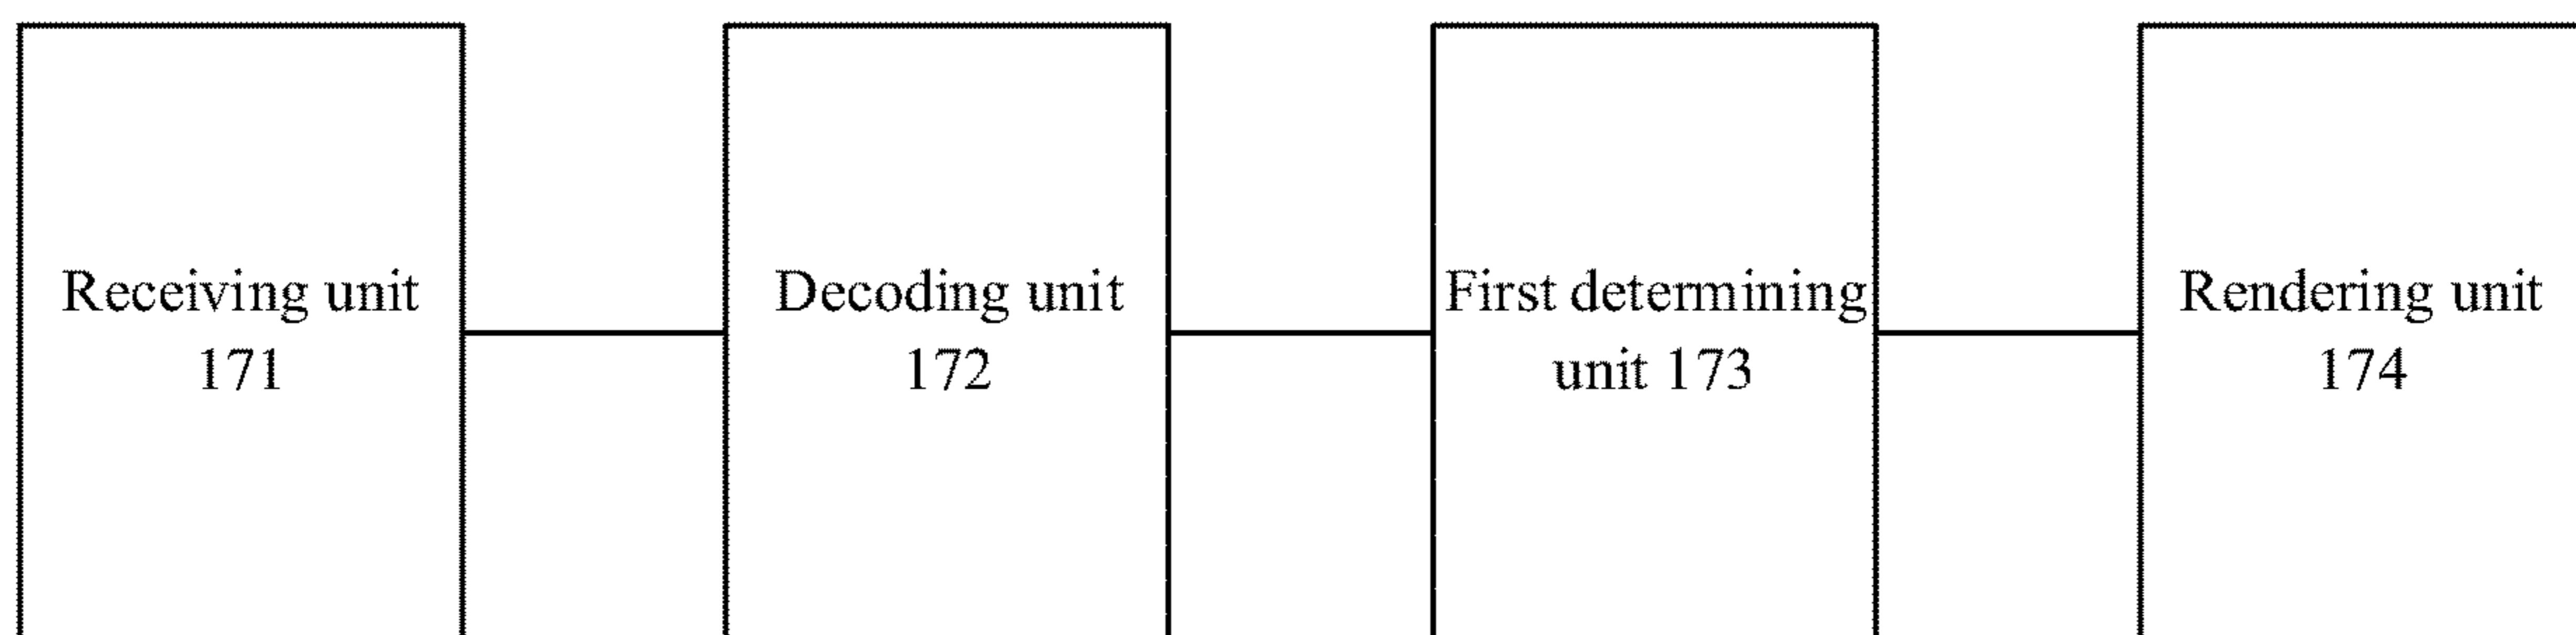 Receiving unit
171
Decoding unit
172
First determining
unit 173
Rendering unit
174